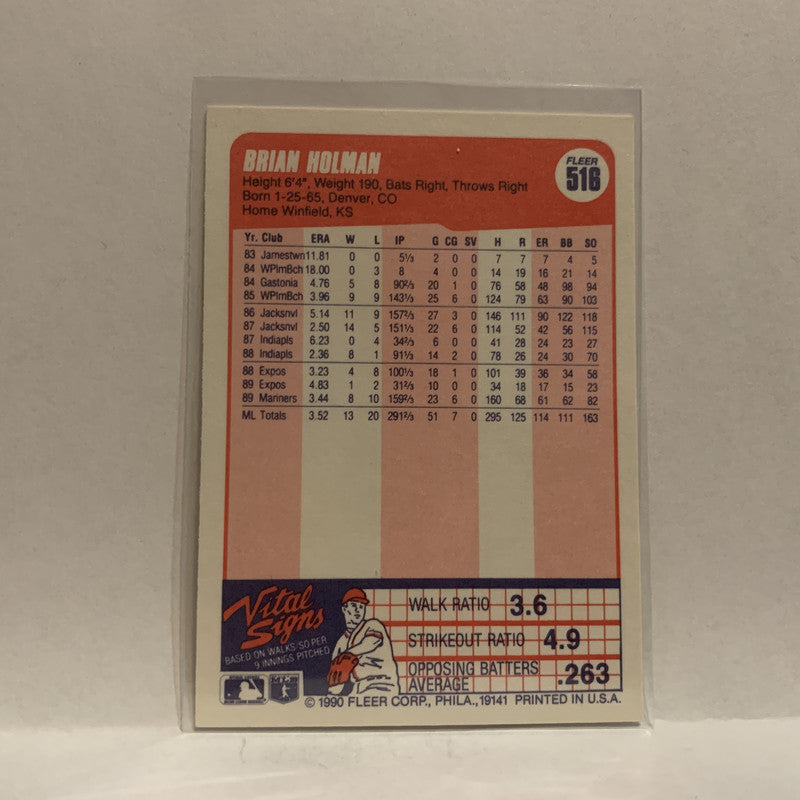 BRIAN HOLMAN
FLEER
516
Height 6'4", Weight 190, Bats Right, Throws Right
Born 1-25-65, Denver, CO
Home Winfield, KS
Yr. Club ERA W L IP G CG SV H R ER BB SO
83 Jamestwn 11.81 0 0 5⅓ 2 0 0 7 7 7 4 5
84 WPlmBch 18.00 0 3 8 4 0 0 14 19 16 21 14
84 Gastonia 4.76 5 8 90⅔ 20 1 0 76 58 48 98 94
85 WPlmBch 3.96 9 9 143⅓ 25 6 0 124 79 63 90 103
86 Jacksnvl 5.14 11 9 157⅔ 27 3 0 146 111 90 122 118
87 Jacksnvl 2.50 14 5 151⅓ 22 6 0 114 52 42 56 115
87 Indiapls 6.23 0 4 34⅔ 6 0 0 41 28 24 23 27
88 Indiapls 2.36 8 1 91⅓ 14 2 0 78 26 24 30 70
88 Expos 3.23 4 8 100⅓ 18 1 0 101 39 36 34 58
89 Expos 4.83 1 2 31⅔ 10 0 0 34 18 17 15 23
89 Mariners 3.44 8 10 159⅔ 23 6 0 160 68 61 62 82
ML Totals 3.52 13 20 291⅔ 51 7 0 295 125 114 111 163
Vital Signs
BASED ON WALKS/SO PER
9 INNINGS PITCHED
WALK RATIO 3.6
STRIKEOUT RATIO 4.9
OPPOSING BATTERS
AVERAGE .263
© 1990 FLEER CORP., PHILA., 19141 PRINTED IN U.S.A.